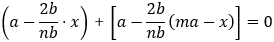 (a − 2b/nb · x) + [a − 2b/nb (ma − x)] = 0